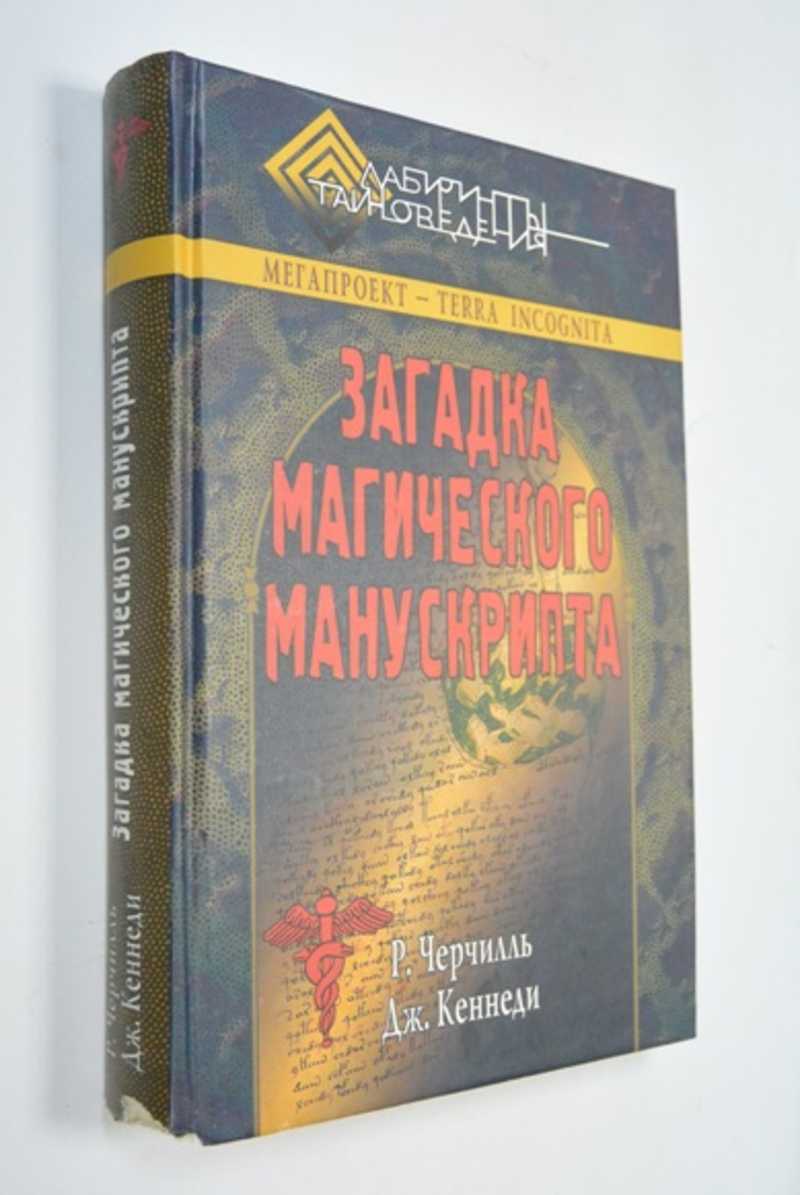 ЛАБИРИНТЫ
ТАЙНОВЕДЕНИЯ
МЕГАПРОЕКТ – TERRA INCOGNITA
ЗАГАДКА
МАГИЧЕСКОГО
МАНУСКРИПТА
Р. Черчилль
Дж. Кеннеди
Р. Черчилль
Дж. Кеннеди
Загадка магического манускрипта